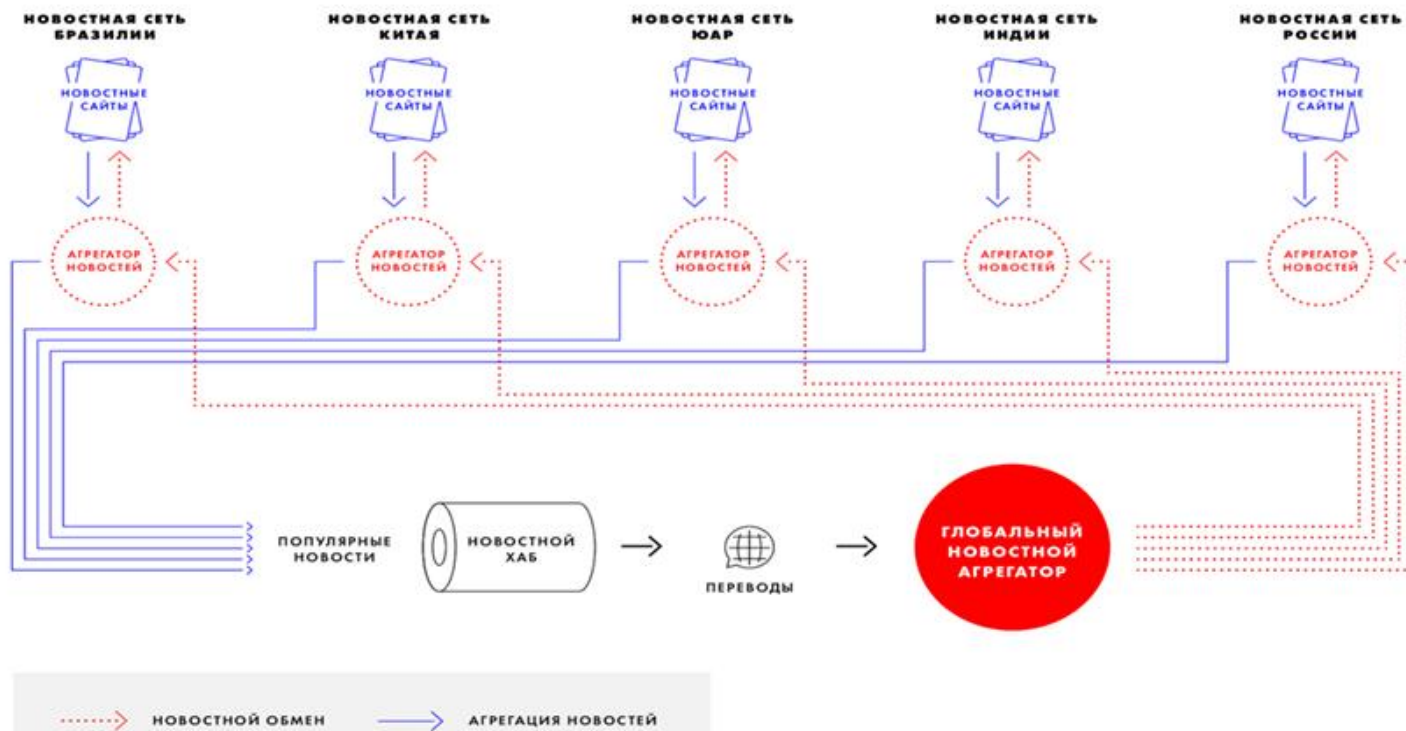 НОВОСТНАЯ СЕТЬ
БРАЗИЛИИ
НОВОСТНАЯ СЕТЬ
КИТАЯ
НОВОСТНАЯ СЕТЬ
ЮАР
НОВОСТНАЯ СЕТЬ
ИНДИИ
НОВОСТНАЯ СЕТЬ
РОССИИ
НОВОСТНЫЕ
САЙТЫ
НОВОСТНЫЕ
САЙТЫ
НОВОСТНЫЕ
САЙТЫ
НОВОСТНЫЕ
САЙТЫ
НОВОСТНЫЕ
САЙТЫ
АГРЕГАТОР
НОВОСТЕЙ
АГРЕГАТОР
НОВОСТЕЙ
АГРЕГАТОР
НОВОСТЕЙ
АГРЕГАТОР
НОВОСТЕЙ
АГРЕГАТОР
НОВОСТЕЙ
ПОПУЛЯРНЫЕ
НОВОСТИ
НОВОСТНОЙ
ХАБ
ПЕРЕВОДЫ
ГЛОБАЛЬНЫЙ
НОВОСТНОЙ
АГРЕГАТОР
НОВОСТНОЙ ОБМЕН
АГРЕГАЦИЯ НОВОСТЕЙ